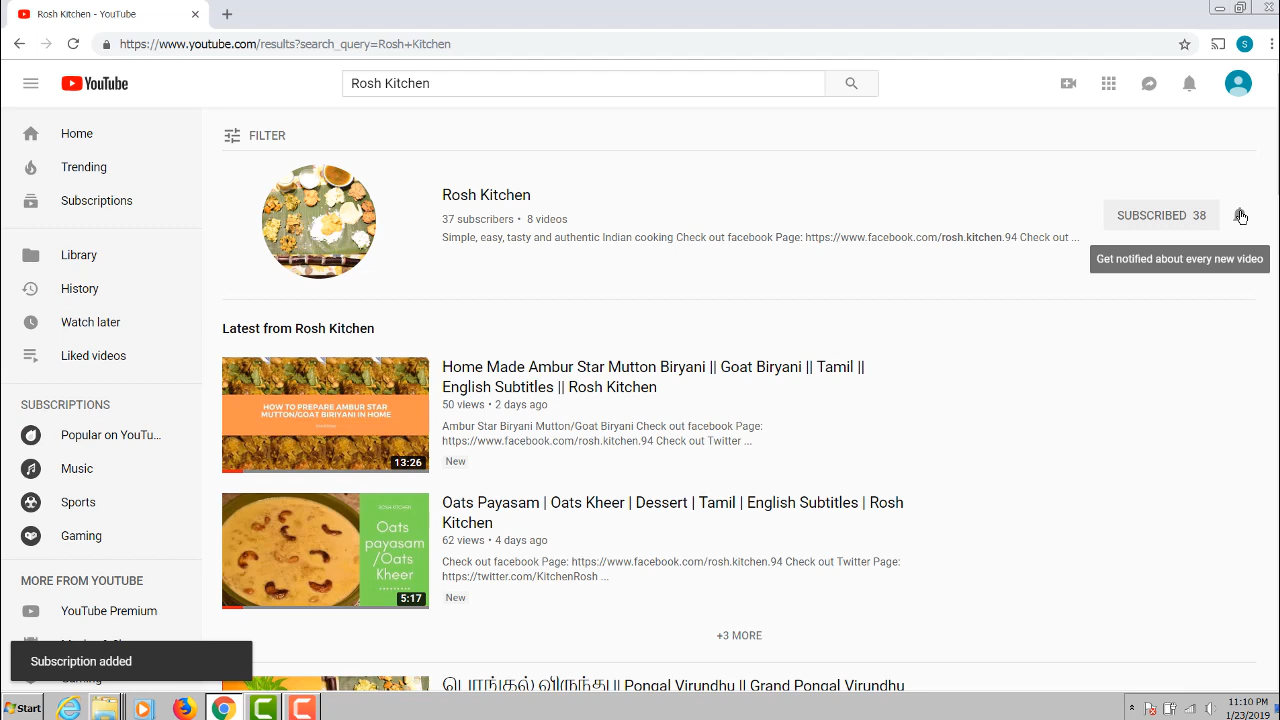 Rosh Kitchen - YouTube
https://www.youtube.com/results?search_query=Rosh+Kitchen
S
YouTube
Rosh Kitchen
Home
Trending
Subscriptions
Library
History
Watch later
Liked videos
SUBSCRIPTIONS
Popular on YouTu...
Music
Sports
Gaming
MORE FROM YOUTUBE
YouTube Premium
Gaming
Subscription added
FILTER
Rosh Kitchen
37 subscribers • 8 videos
Simple, easy, tasty and authentic Indian cooking Check out facebook Page: https://www.facebook.com/rosh.kitchen.94 Check out ...
SUBSCRIBED 38
Get notified about every new video
Latest from Rosh Kitchen
HOW TO PREPARE AMBUR STAR
MUTTON/GOAT BIRIYANI IN HOME
13:26
Home Made Ambur Star Mutton Biryani || Goat Biryani || Tamil ||
English Subtitles || Rosh Kitchen
50 views • 2 days ago
Ambur Star Biryani Mutton/Goat Biryani Check out facebook Page:
https://www.facebook.com/rosh.kitchen.94 Check out Twitter ...
New
ROSH KITCHEN
Oats
payasam
/Oats
Kheer
5:17
Oats Payasam | Oats Kheer | Dessert | Tamil | English Subtitles | Rosh
Kitchen
62 views • 4 days ago
Check out facebook Page: https://www.facebook.com/rosh.kitchen.94 Check out Twitter Page:
https://twitter.com/KitchenRosh ...
New
+3 MORE
பொங்கல் விருந்து || Pongal Virundhu || Grand Pongal Virundhu
Start
11:10 PM